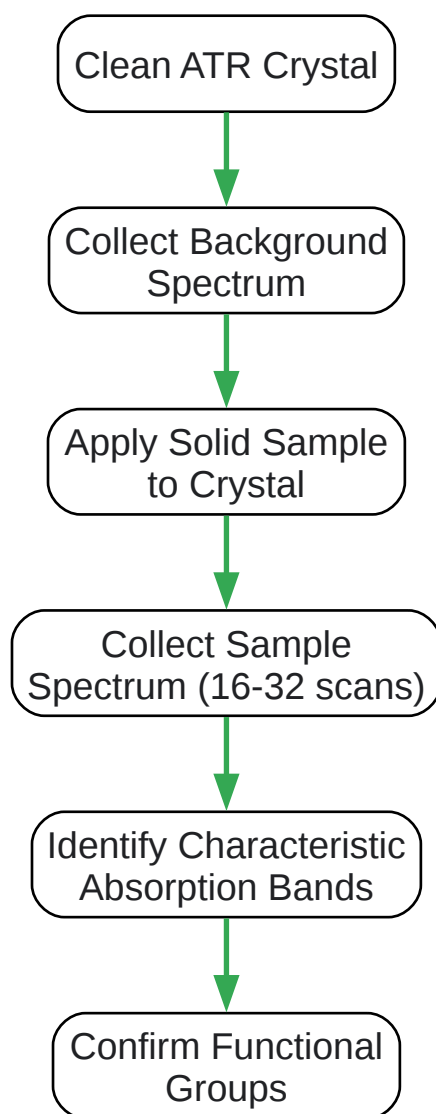 Clean ATR Crystal
Collect Background
Spectrum
Apply Solid Sample
to Crystal
Collect Sample
Spectrum (16-32 scans)
Identify Characteristic
Absorption Bands
Confirm Functional
Groups